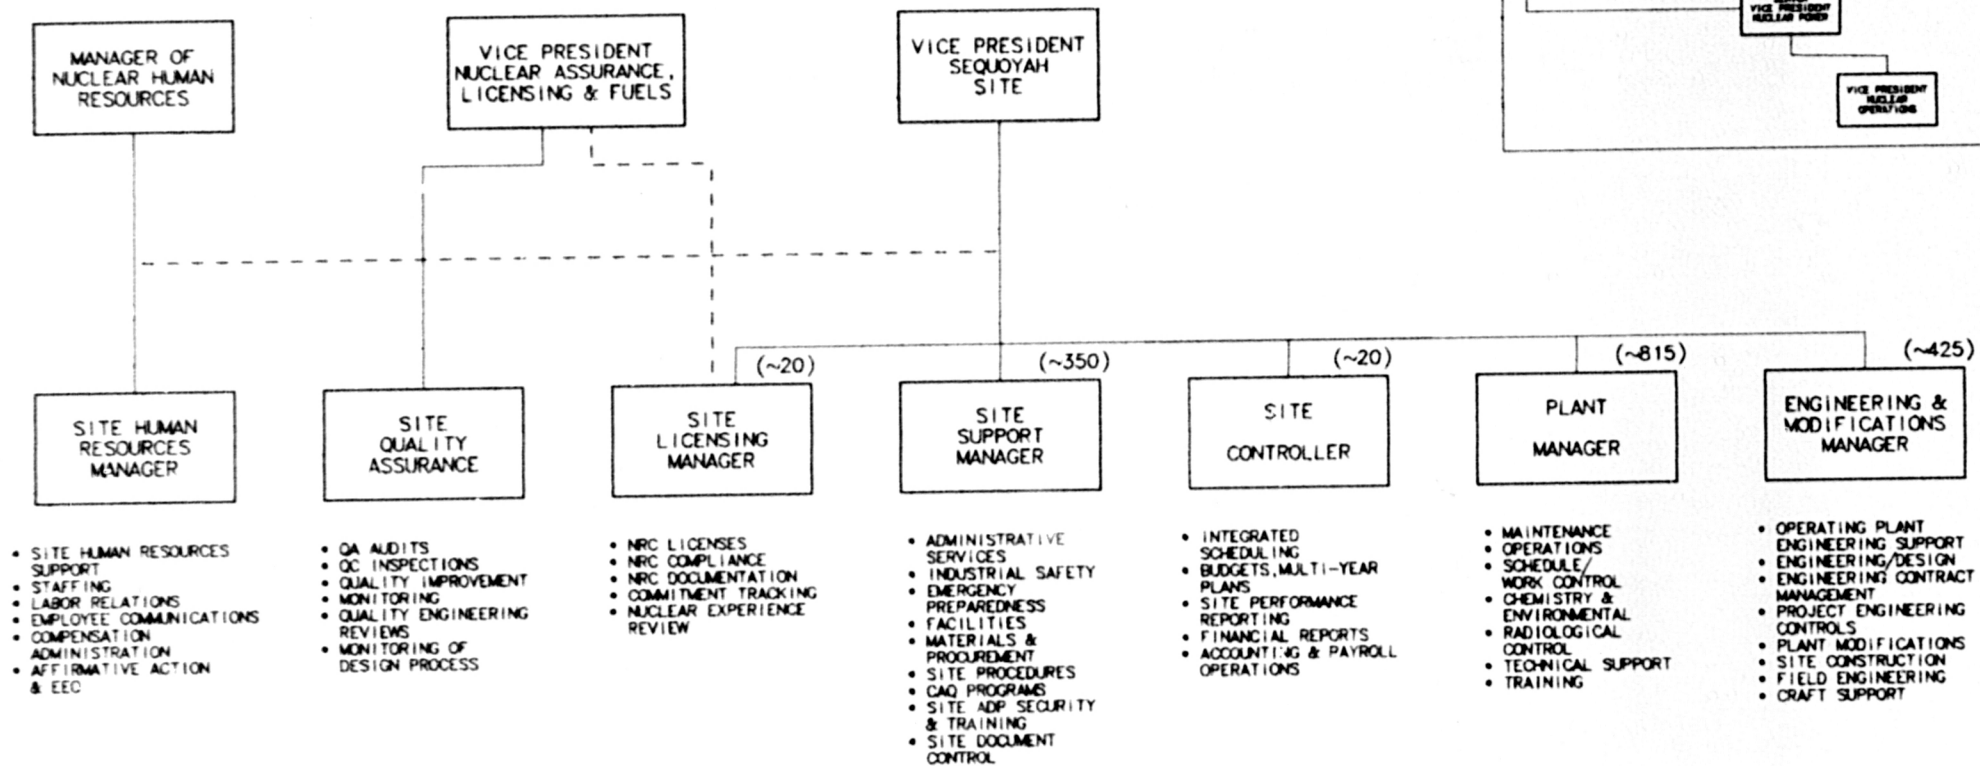 MANAGER OF
NUCLEAR HUMAN
RESOURCES
VICE PRESIDENT
NUCLEAR ASSURANCE,
LICENSING & FUELS
VICE PRESIDENT
SEQUOYAH
SITE
VICE PRESIDENT
NUCLEAR POWER
VICE PRESIDENT
NUCLEAR
OPERATIONS
(~20)
(~350)
(~20)
(~815)
(~425)
SITE HUMAN
RESOURCES
MANAGER
SITE
QUALITY
ASSURANCE
SITE
LICENSING
MANAGER
SITE
SUPPORT
MANAGER
SITE
CONTROLLER
PLANT
MANAGER
ENGINEERING &
MODIFICATIONS
MANAGER
• SITE HUMAN RESOURCES
SUPPORT
• STAFFING
• LABOR RELATIONS
• EMPLOYEE COMMUNICATIONS
• COMPENSATION
ADMINISTRATION
• AFFIRMATIVE ACTION
& EEO
• QA AUDITS
• QC INSPECTIONS
• QUALITY IMPROVEMENT
• MONITORING
• QUALITY ENGINEERING
REVIEWS
• MONITORING OF
DESIGN PROCESS
• NRC LICENSES
• NRC COMPLIANCE
• NRC DOCUMENTATION
• COMMITMENT TRACKING
• NUCLEAR EXPERIENCE
REVIEW
• ADMINISTRATIVE
SERVICES
• INDUSTRIAL SAFETY
• EMERGENCY
PREPAREDNESS
• FACILITIES
• MATERIALS &
PROCUREMENT
• SITE PROCEDURES
• CAQ PROGRAMS
• SITE ADP SECURITY
& TRAINING
• SITE DOCUMENT
CONTROL
• INTEGRATED
SCHEDULING
• BUDGETS, MULTI-YEAR
PLANS
• SITE PERFORMANCE
REPORTING
• FINANCIAL REPORTS
• ACCOUNTING & PAYROLL
OPERATIONS
• MAINTENANCE
• OPERATIONS
• SCHEDULE/
WORK CONTROL
• CHEMISTRY &
ENVIRONMENTAL
• RADIOLOGICAL
CONTROL
• TECHNICAL SUPPORT
• TRAINING
• OPERATING PLANT
ENGINEERING SUPPORT
• ENGINEERING/DESIGN
• ENGINEERING CONTRACT
MANAGEMENT
• PROJECT ENGINEERING
CONTROLS
• PLANT MODIFICATIONS
• SITE CONSTRUCTION
• FIELD ENGINEERING
• CRAFT SUPPORT